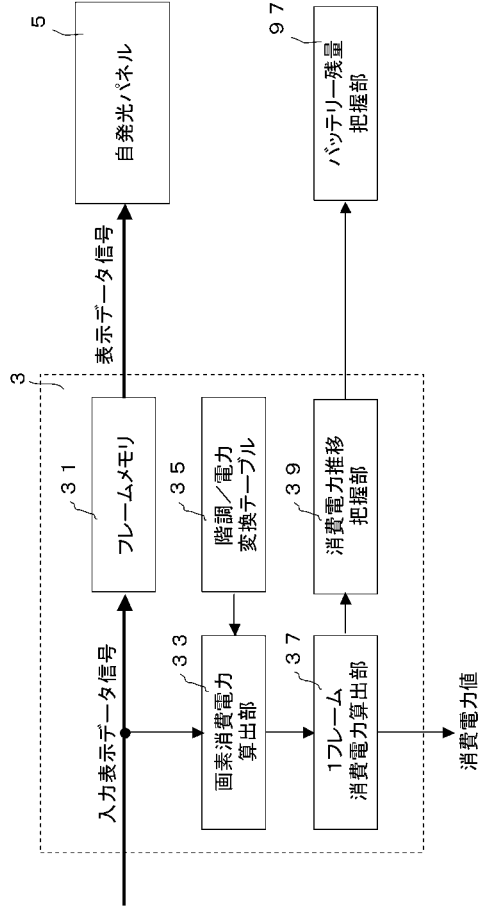 3
入力表示データ信号
31
フレームメモリ
表示データ信号
5
自発光パネル
33
画素消費電力
算出部
35
階調／電力
変換テーブル
37
1フレーム
消費電力算出部
39
消費電力推移
把握部
97
バッテリー残量
把握部
消費電力値